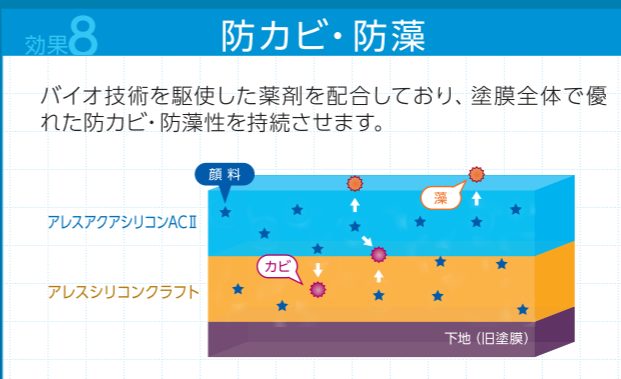 効果8
防カビ・防藻
バイオ技術を駆使した薬剤を配合しており、塗膜全体で優
れた防カビ・防藻性を持続させます。
顔料
藻
アレスアクアシリコンACⅡ
カビ
アレスシリコンクラフト
下地（旧塗膜）